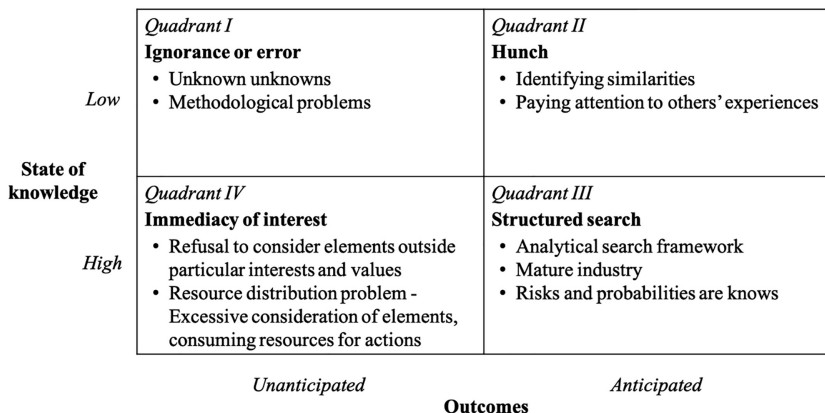 Quadrant I
Ignorance or error
• Unknown unknowns
• Methodological problems
Quadrant II
Hunch
• Identifying similarities
• Paying attention to others' experiences
Low
State of
knowledge
High
Quadrant IV
Immediacy of interest
• Refusal to consider elements outside
particular interests and values
• Resource distribution problem -
Excessive consideration of elements,
consuming resources for actions
Quadrant III
Structured search
• Analytical search framework
• Mature industry
• Risks and probabilities are knows
Unanticipated
Anticipated
Outcomes